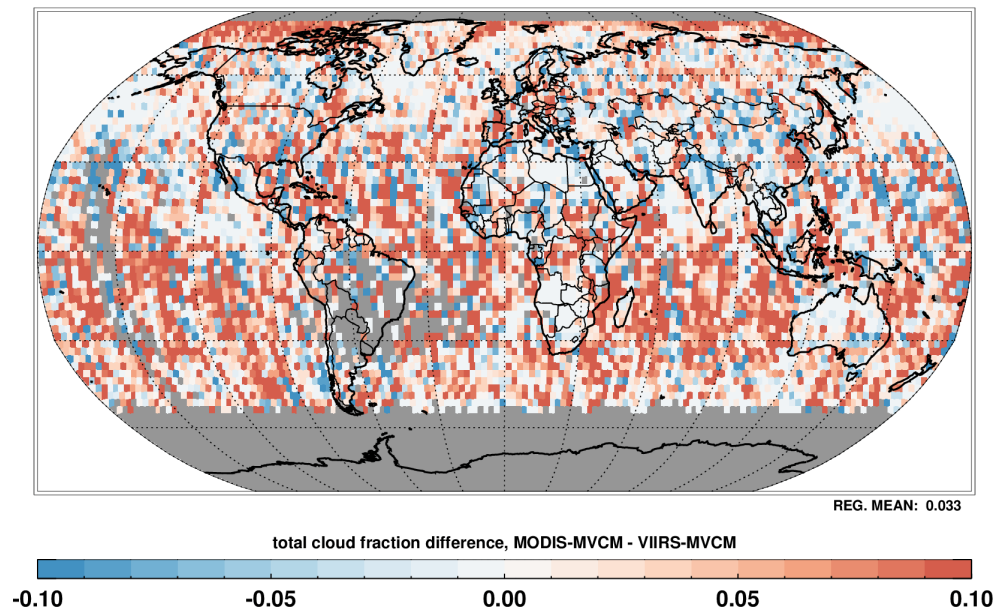 REG. MEAN: 0.033
total cloud fraction difference, MODIS-MVCM - VIIRS-MVCM
-0.10 -0.05 0.00 0.05 0.10